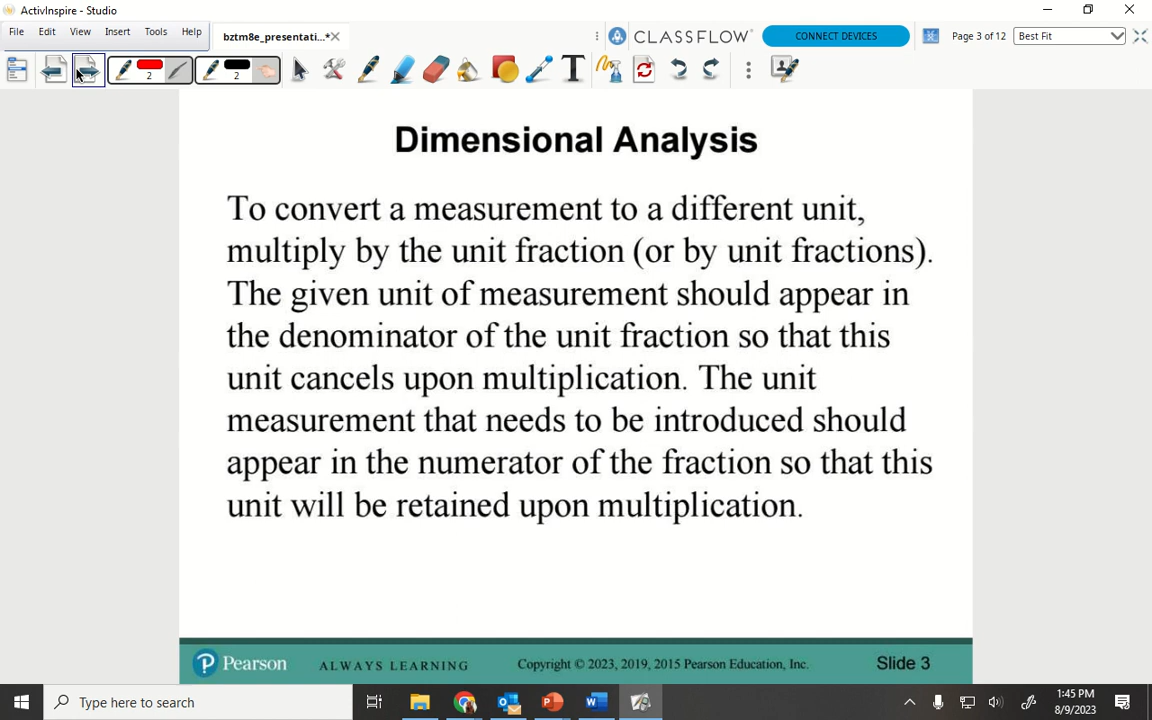 ActivInspire - Studio
File Edit View Insert Tools Help
bztm8e_presentati...*
CLASSFLOW
CONNECT DEVICES
Page 3 of 12
Best Fit
2
2
Dimensional Analysis
To convert a measurement to a different unit,
multiply by the unit fraction (or by unit fractions).
The given unit of measurement should appear in
the denominator of the unit fraction so that this
unit cancels upon multiplication. The unit
measurement that needs to be introduced should
appear in the numerator of the fraction so that this
unit will be retained upon multiplication.
Pearson
ALWAYS LEARNING
Copyright © 2023, 2019, 2015 Pearson Education, Inc.
Slide 3
Type here to search
1:45 PM
8/9/2023